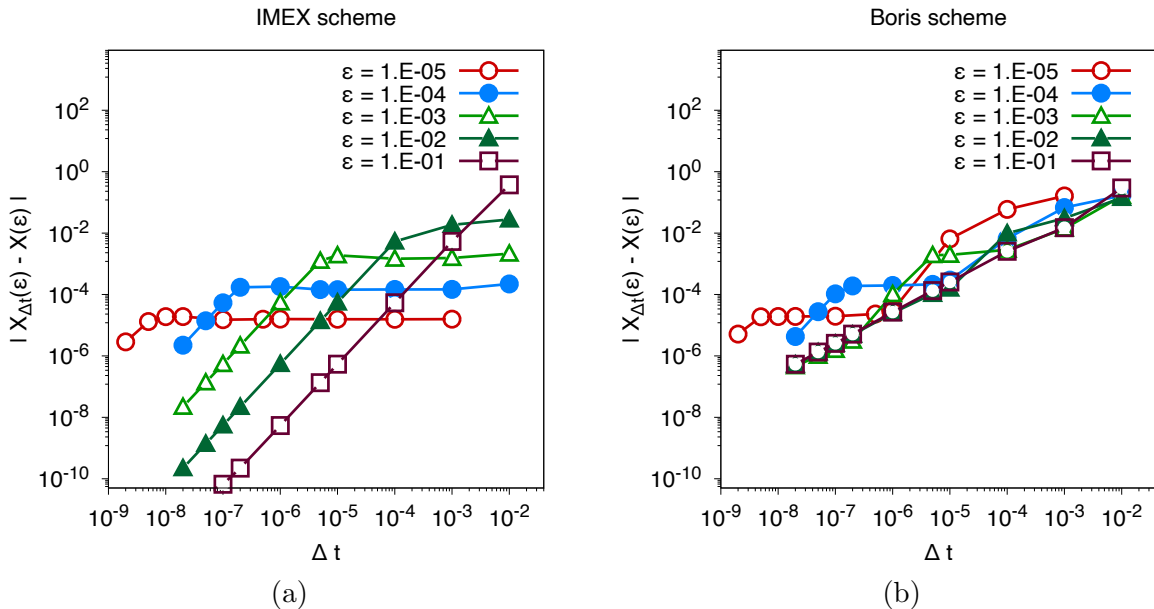 IMEX scheme
| X_Δt(ε) - X(ε) |
10^2
10^0
10^-2
10^-4
10^-6
10^-8
10^-10
ε = 1.E-05
ε = 1.E-04
ε = 1.E-03
ε = 1.E-02
ε = 1.E-01
10^-9 10^-8 10^-7 10^-6 10^-5 10^-4 10^-3 10^-2
Δ t
(a)
Boris scheme
| X_Δt(ε) - X(ε) |
10^2
10^0
10^-2
10^-4
10^-6
10^-8
10^-10
ε = 1.E-05
ε = 1.E-04
ε = 1.E-03
ε = 1.E-02
ε = 1.E-01
10^-9 10^-8 10^-7 10^-6 10^-5 10^-4 10^-3 10^-2
Δ t
(b)